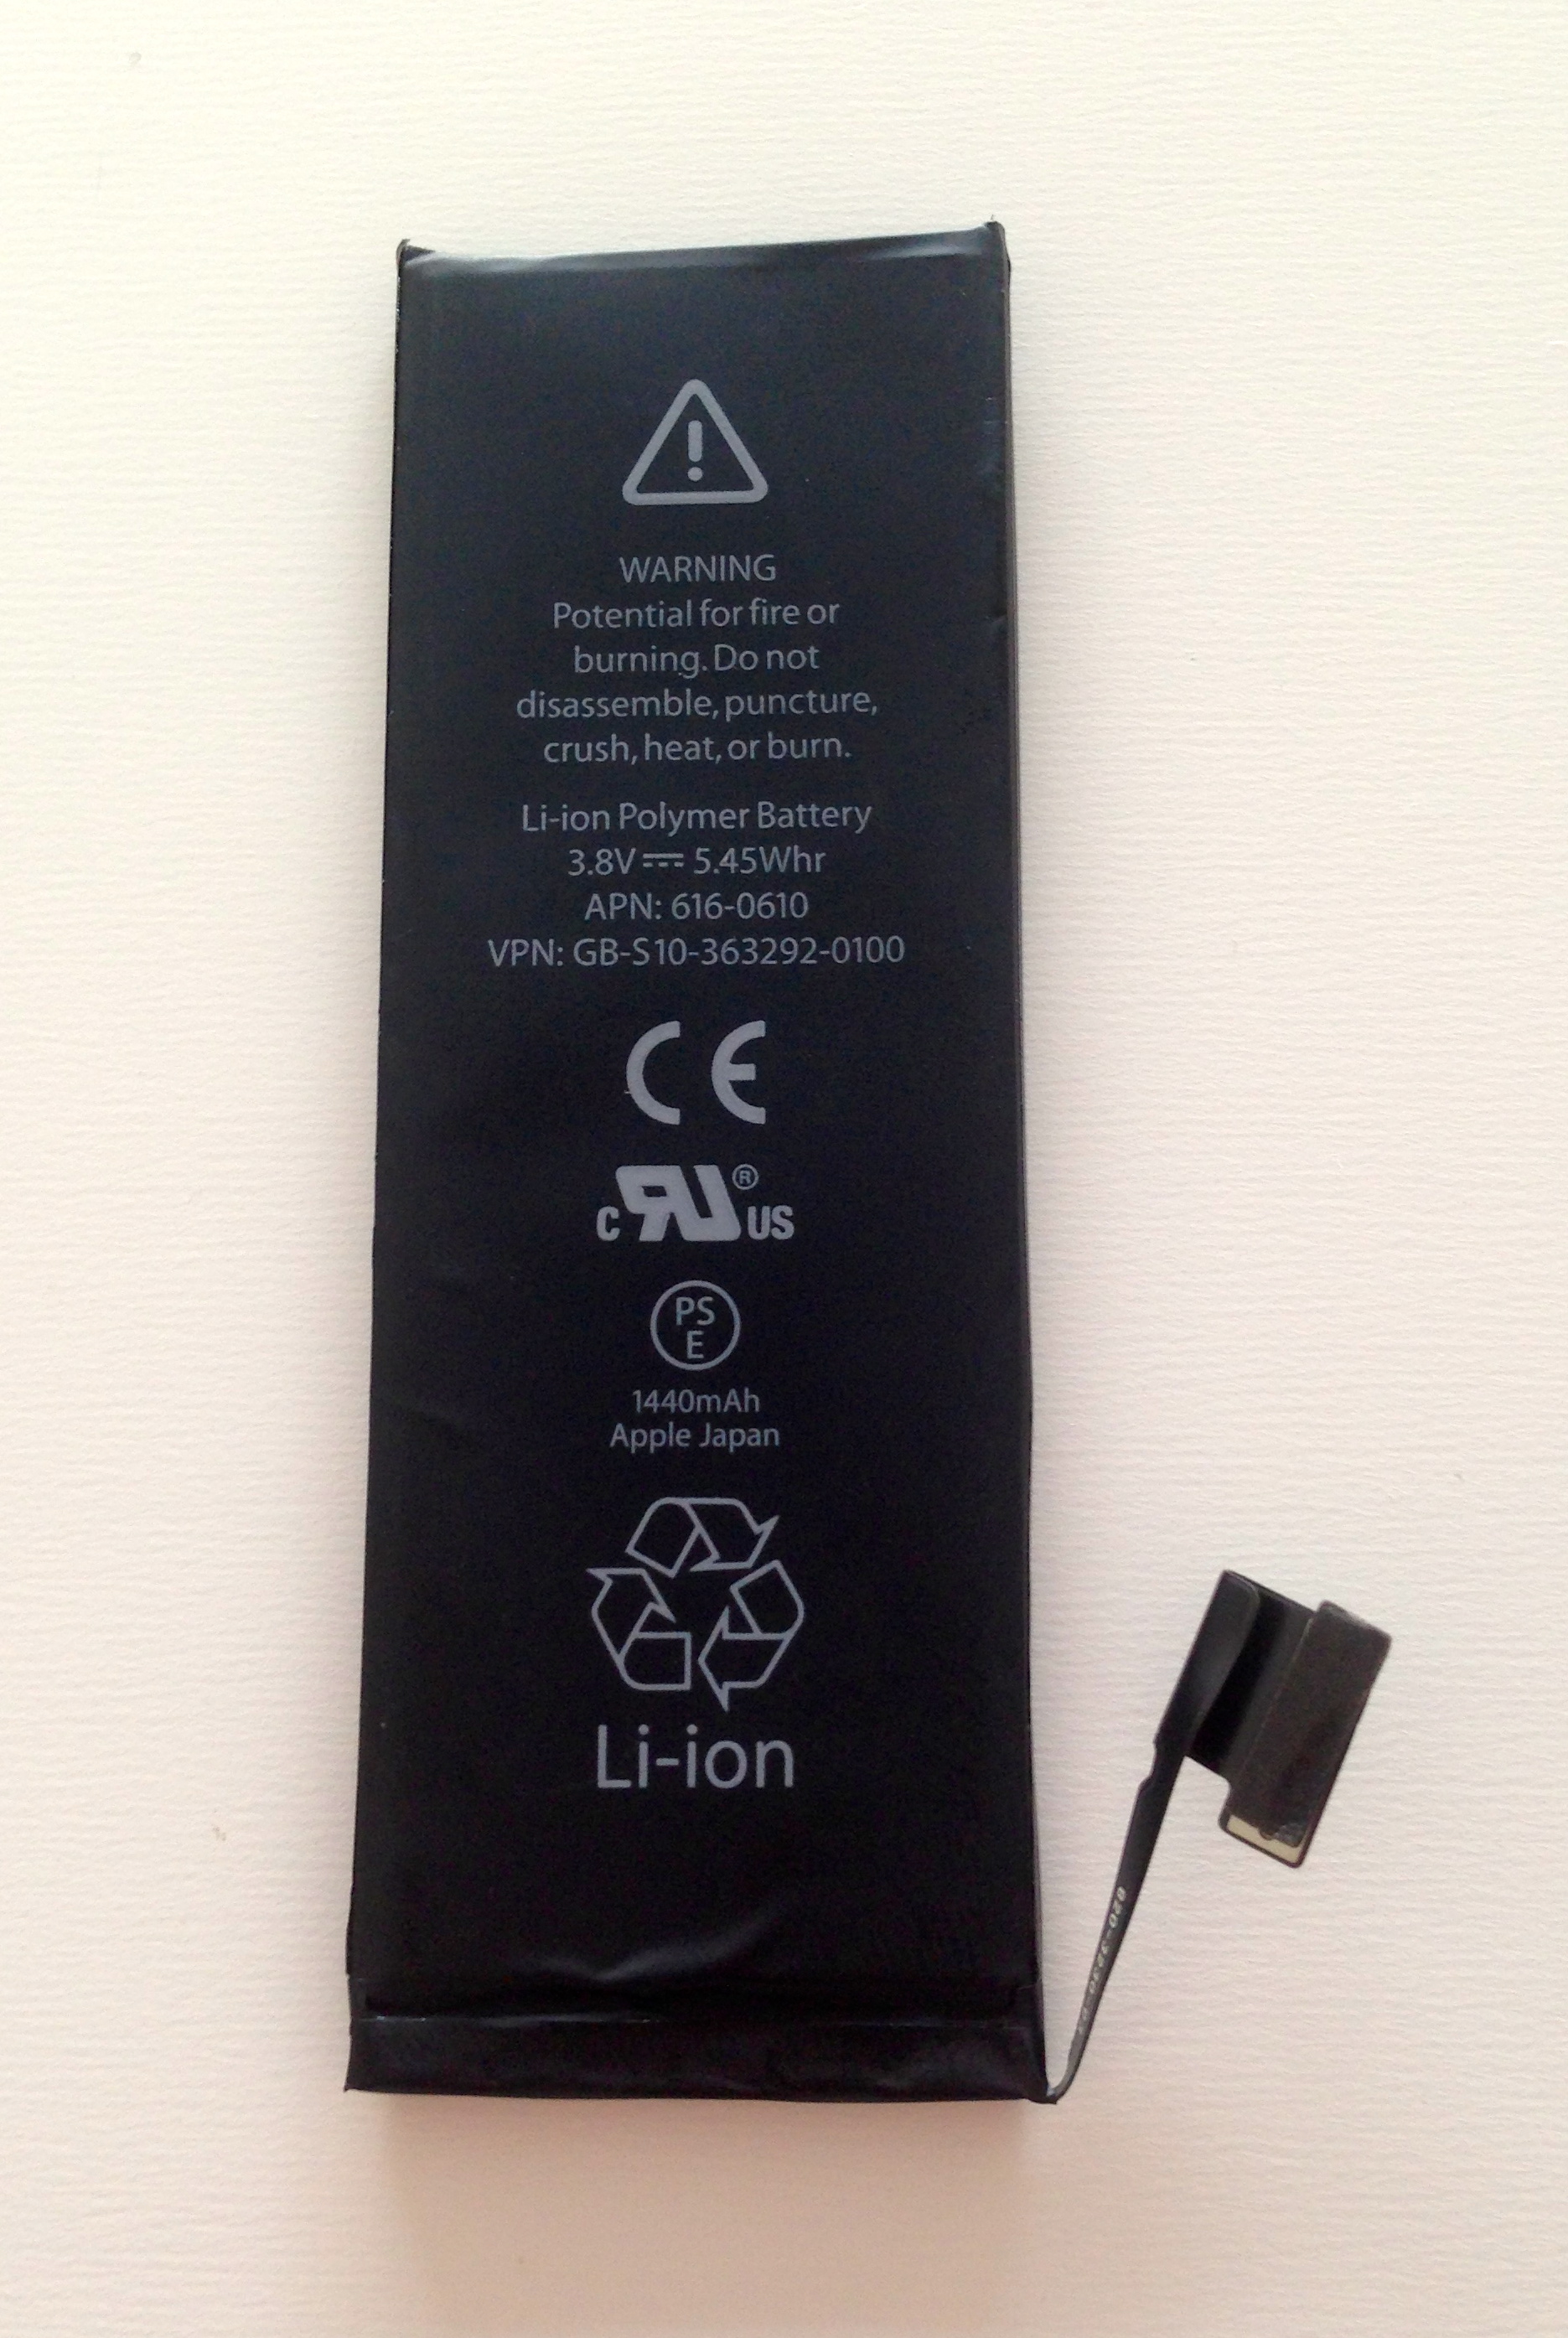 WARNING
Potential for fire or
burning. Do not
disassemble, puncture,
crush, heat, or burn.
Li-ion Polymer Battery
3.8V⎓5.45Whr
APN: 616-0610
VPN: GB-S10-363292-0100
CE
c RU® US
PS
E
1440mAh
Apple Japan
Li-ion